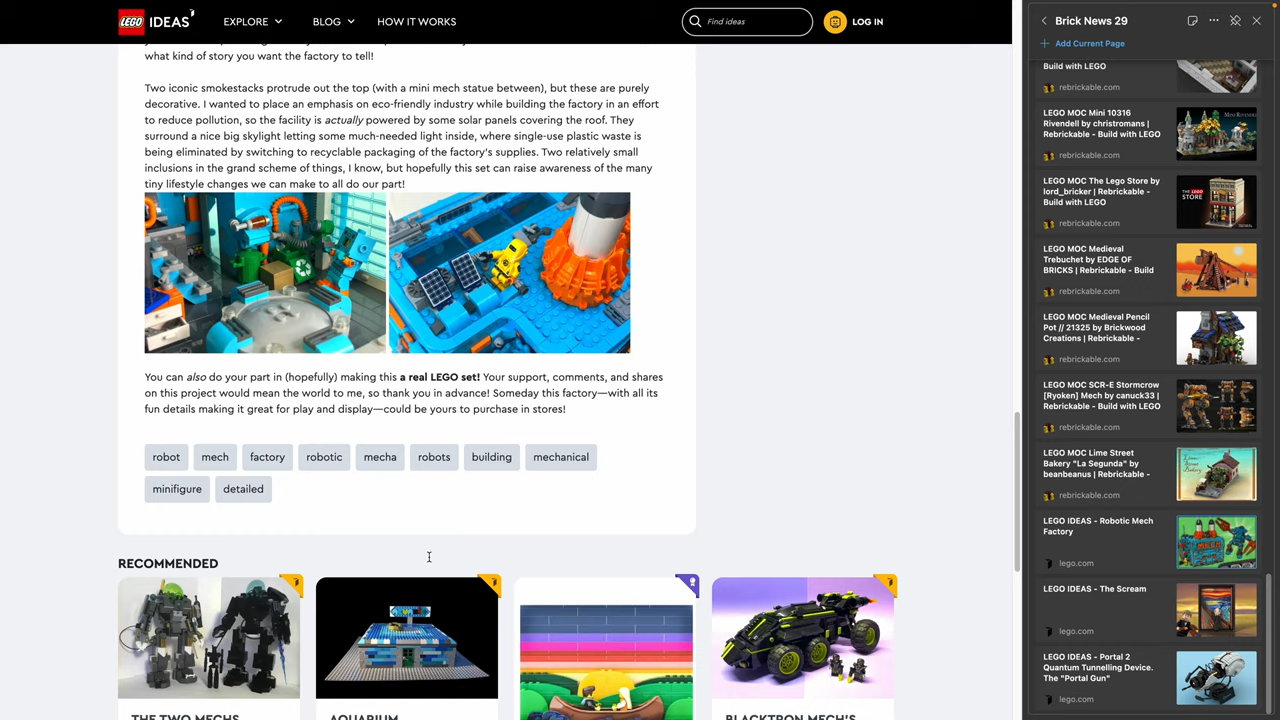 LEGO IDEAS
EXPLORE
BLOG
HOW IT WORKS
Find ideas
LOG IN
what kind of story you want the factory to tell!
Two iconic smokestacks protrude out the top (with a mini mech statue between), but these are purely
decorative. I wanted to place an emphasis on eco-friendly industry while building the factory in an effort
to reduce pollution, so the facility is actually powered by some solar panels covering the roof. They
surround a nice big skylight letting some much-needed light inside, where single-use plastic waste is
being eliminated by switching to recyclable packaging of the factory's supplies. Two relatively small
inclusions in the grand scheme of things, I know, but hopefully this set can raise awareness of the many
tiny lifestyle changes we can make to all do our part!
You can also do your part in (hopefully) making this a real LEGO set! Your support, comments, and shares
on this project would mean the world to me, so thank you in advance! Someday this factory—with all its
fun details making it great for play and display—could be yours to purchase in stores!
robot
mech
factory
robotic
mecha
robots
building
mechanical
minifigure
detailed
RECOMMENDED
THE TWO MECHS
AQUARIUM
BLACKTRON MECH'S
Brick News 29
Add Current Page
Build with LEGO
rebrickable.com
LEGO MOC Mini 10316
Rivendell by christromans |
Rebrickable - Build with LEGO
rebrickable.com
LEGO MOC The Lego Store by
lord_bricker | Rebrickable -
Build with LEGO
rebrickable.com
THE LEGO
STORE
LEGO MOC Medieval
Trebuchet by EDGE OF
BRICKS | Rebrickable - Build
rebrickable.com
LEGO MOC Medieval Pencil
Pot // 21325 by Brickwood
Creations | Rebrickable -
rebrickable.com
LEGO MOC SCR-E Stormcrow
[Ryoken] Mech by canuck33 |
Rebrickable - Build with LEGO
rebrickable.com
LEGO MOC Lime Street
Bakery "La Segunda" by
beanbeanus | Rebrickable -
rebrickable.com
LEGO IDEAS - Robotic Mech
Factory
lego.com
LEGO IDEAS - The Scream
lego.com
LEGO IDEAS - Portal 2
Quantum Tunnelling Device.
The "Portal Gun"
lego.com